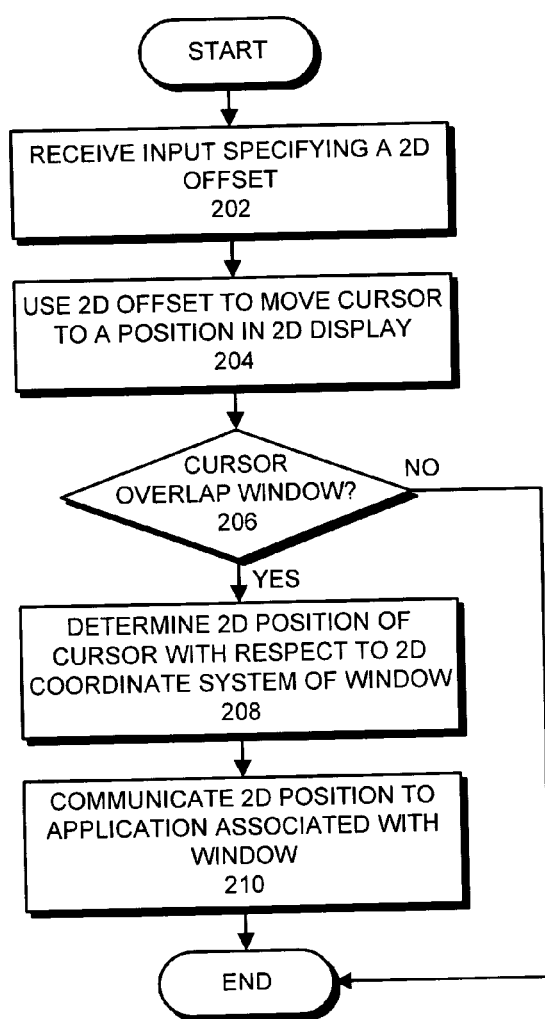 START
RECEIVE INPUT SPECIFYING A 2D
OFFSET
202
USE 2D OFFSET TO MOVE CURSOR
TO A POSITION IN 2D DISPLAY
204
CURSOR
OVERLAP WINDOW?
206
NO
YES
DETERMINE 2D POSITION OF
CURSOR WITH RESPECT TO 2D
COORDINATE SYSTEM OF WINDOW
208
COMMUNICATE 2D POSITION TO
APPLICATION ASSOCIATED WITH
WINDOW
210
END